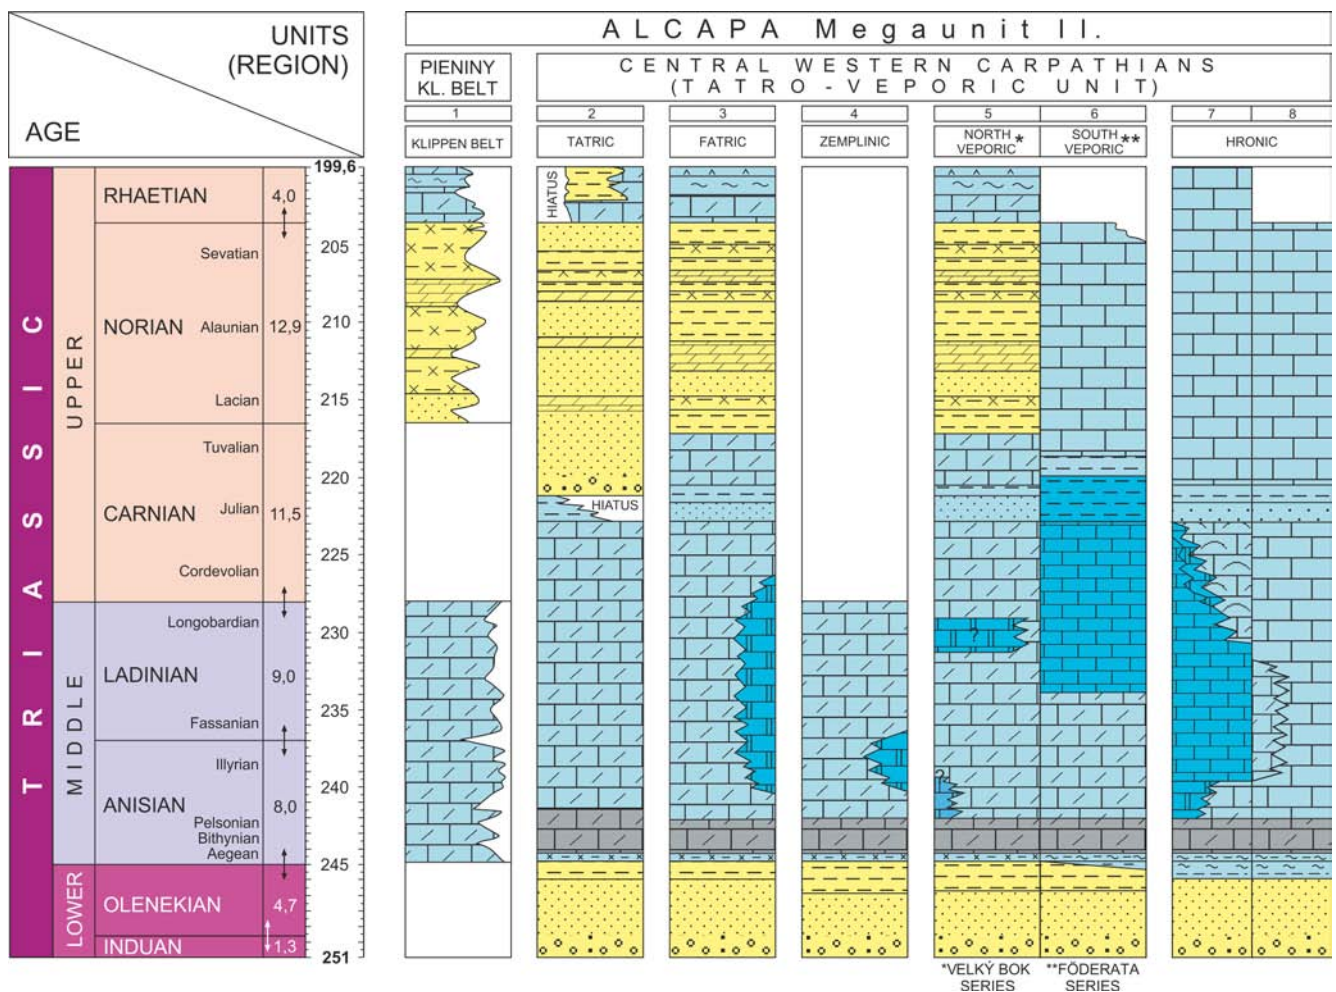 UNITS
(REGION)
AGE
ALCAPA Megaunit II.
PIENINY
KL. BELT
CENTRAL WESTERN CARPATHIANS
(TATRO-VEPORIC UNIT)
1
2
3
4
5
6
7
8
KLIPPEN BELT
TATRIC
FATRIC
ZEMPLINIC
NORTH
VEPORIC *
SOUTH
VEPORIC **
HRONIC
TRIASSIC
UPPER
MIDDLE
LOWER
RHAETIAN
4,0
Sevatian
NORIAN
Alaunian
12,9
Lacian
Tuvalian
CARNIAN
Julian
11,5
Cordevolian
Longobardian
LADINIAN
9,0
Fassanian
Illyrian
ANISIAN
8,0
Pelsonian
Bithynian
Aegean
OLENEKIAN
4,7
INDUAN
1.3
199,6
205
210
215
220
225
230
235
240
245
251
HIATUS
HIATUS
?
?
*VELKÝ BOK
SERIES
**FÖDERATA
SERIES